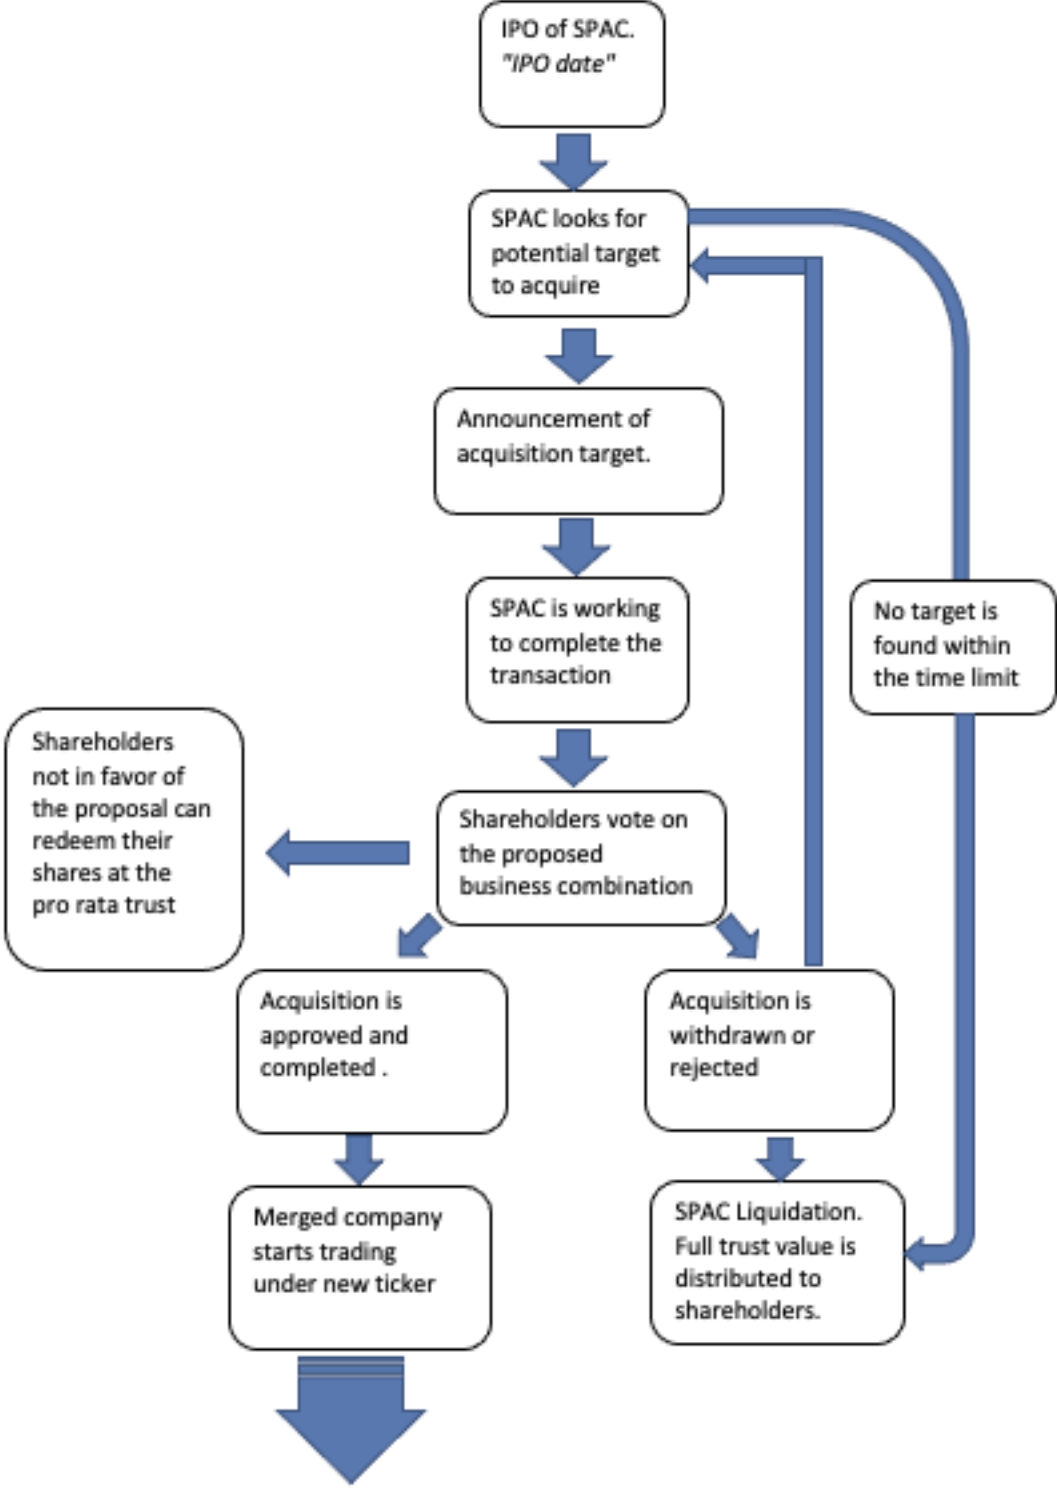 IPO of SPAC.
"IPO date"
SPAC looks for
potential target
to acquire
Announcement of
acquisition target.
SPAC is working
to complete the
transaction
No target is
found within
the time limit
Shareholders
not in favor of
the proposal can
redeem their
shares at the
pro rata trust
Shareholders vote on
the proposed
business combination
Acquisition is
approved and
completed .
Acquisition is
withdrawn or
rejected
Merged company
starts trading
under new ticker
SPAC Liquidation.
Full trust value is
distributed to
shareholders.